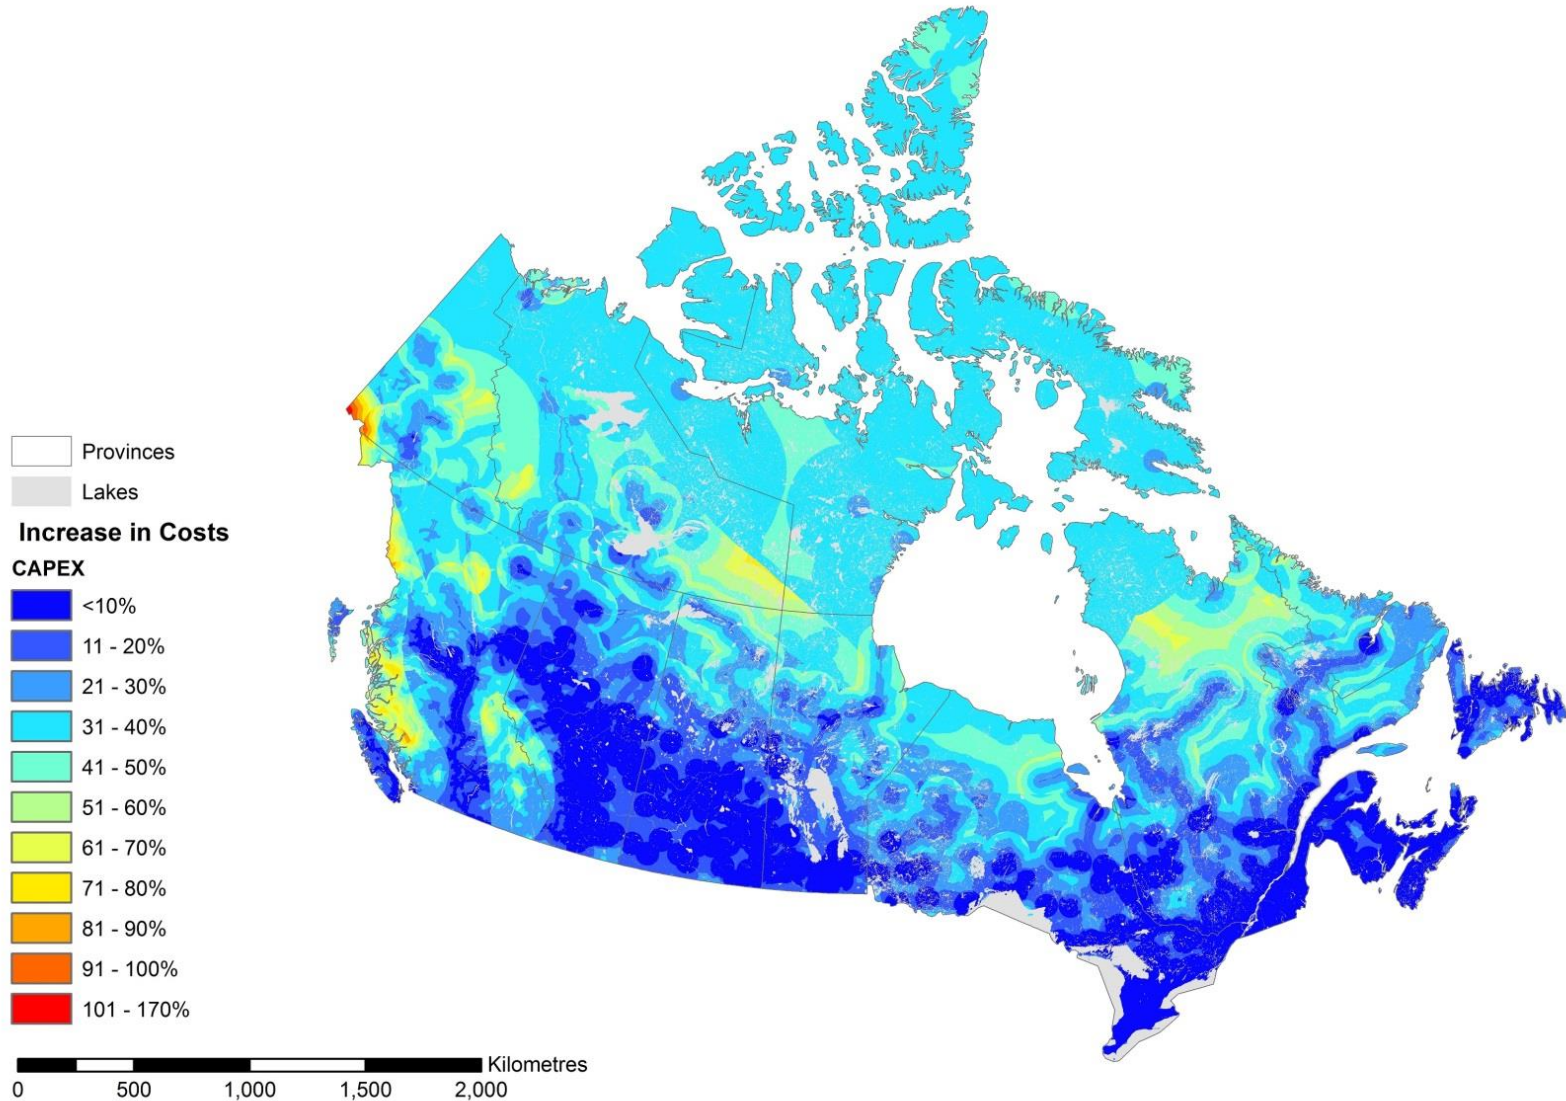 Provinces
Lakes
Increase in Costs
CAPEX
<10%
11 - 20%
21 - 30%
31 - 40%
41 - 50%
51 - 60%
61 - 70%
71 - 80%
81 - 90%
91 - 100%
101 - 170%
Kilometres
0 500 1,000 1,500 2,000